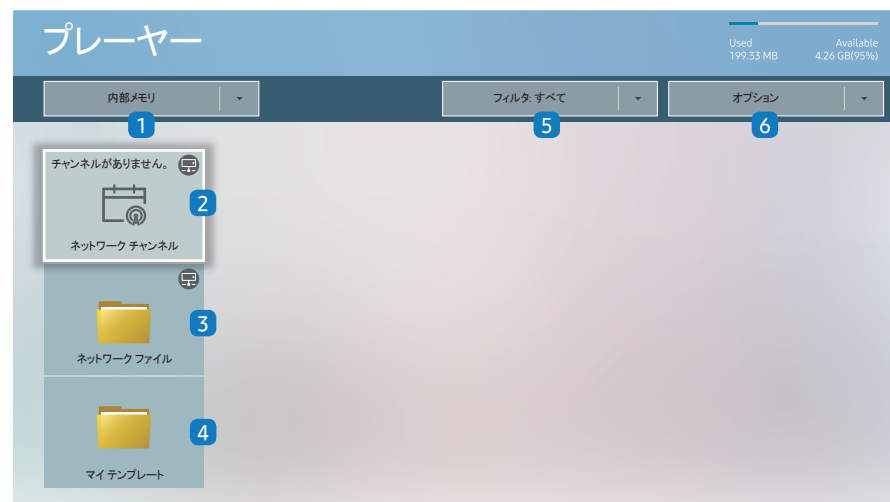 プレーヤー
Used Available
199.33 MB 4.26 GB(95%)
内部メモリ フィルタ: すべて オプション
1 5 6
チャンネルがありません。
2
ネットワーク チャンネル
3
ネットワーク ファイル
4
マイ テンプレート